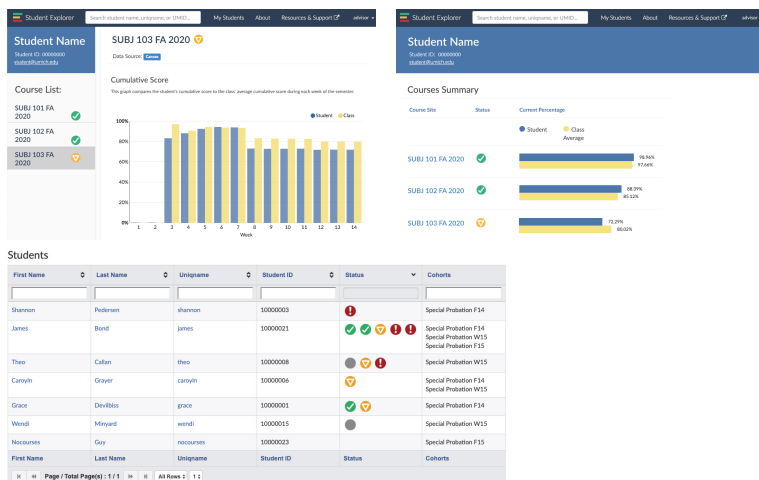 Student Explorer
Search student name, uniqname, or UMID...
My Students
About
Resources & Support
advisor
Student Name
Student ID: 00000000
student@umich.edu
Course List:
SUBJ 101 FA
2020
SUBJ 102 FA
2020
SUBJ 103 FA
2020
SUBJ 103 FA 2020
Data Source: Canvas
Cumulative Score
This graph compares the student's cumulative score to the class' average cumulative score during each week of the semester.
Student Class
100%
80%
60%
40%
20%
0%
1 2 3 4 5 6 7 8 9 10 11 12 13 14
Week
Student Explorer
Search student name, uniqname, or UMID...
My Students
About
Resources & Support
advisor
Student Name
Student ID: 00000000
student@umich.edu
Courses Summary
Course Site Status Current Percentage
Student Class
Average
SUBJ 101 FA 2020
98.96%
97.66%
SUBJ 102 FA 2020
88.39%
85.12%
SUBJ 103 FA 2020
72.29%
80.02%
Students
First Name Last Name Uniqname Student ID Status Cohorts
Shannon Pedersen shannon 10000003 Special Probation F14
James Bond james 10000021 Special Probation F14
Special Probation W15
Special Probation F15
Theo Callan theo 10000008 Special Probation W15
Caroyln Grayer caroyln 10000006 Special Probation F14
Special Probation W15
Grace Devilbiss grace 10000001 Special Probation F14
Wendi Minyard wendi 10000015 Special Probation W15
Nocourses Guy nocourses 10000023 Special Probation F15
First Name Last Name Uniqname Student ID Status Cohorts
Page / Total Page(s) : 1 / 1 All Rows 1